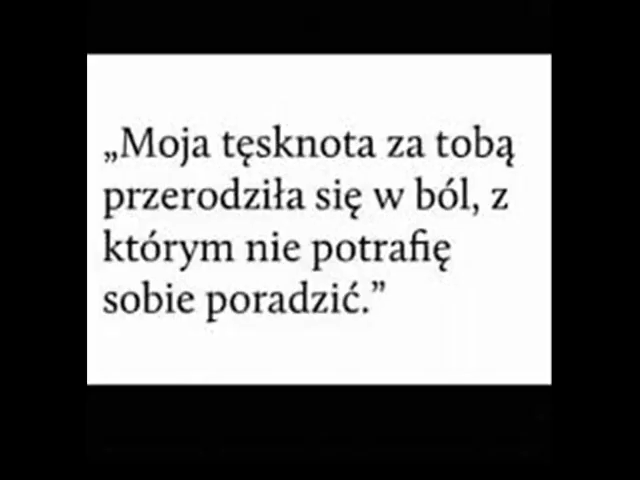 „Moja tęsknota za tobą
przerodziła się w ból, z
którym nie potrafię
sobie poradzić.”